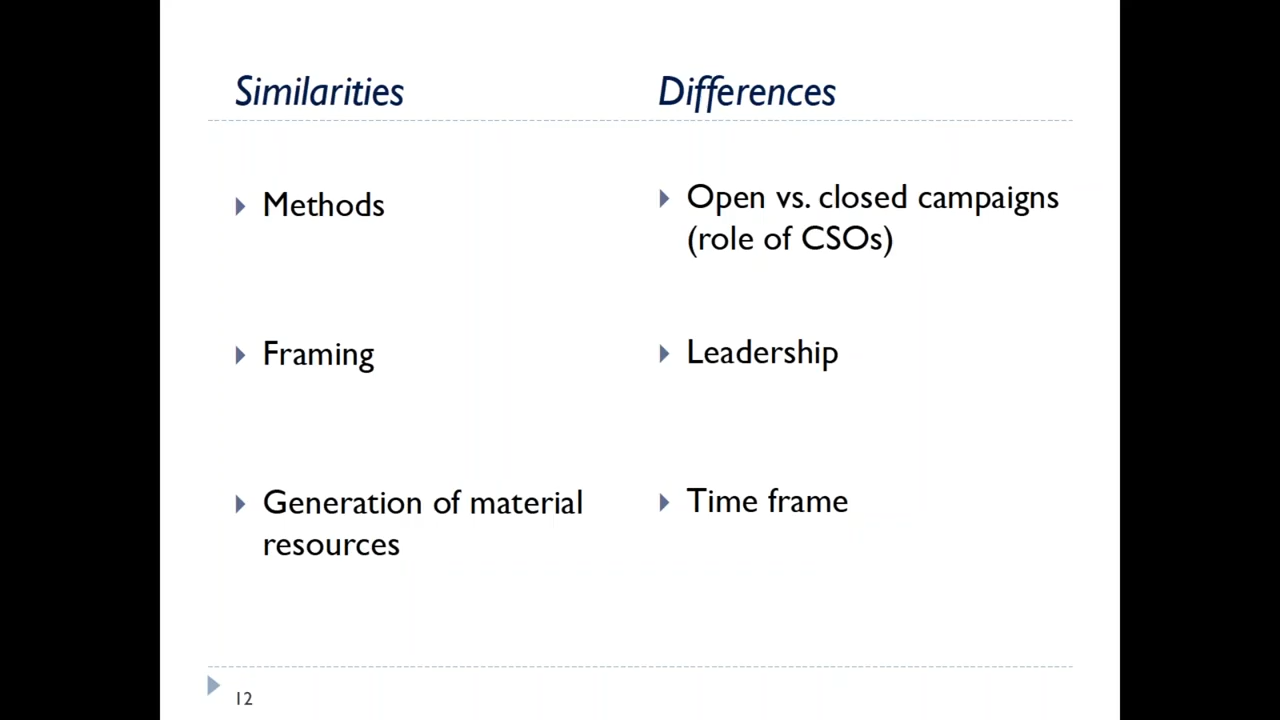 Similarities
Differences
Methods
Open vs. closed campaigns
(role of CSOs)
Framing
Leadership
Generation of material
resources
Time frame
12